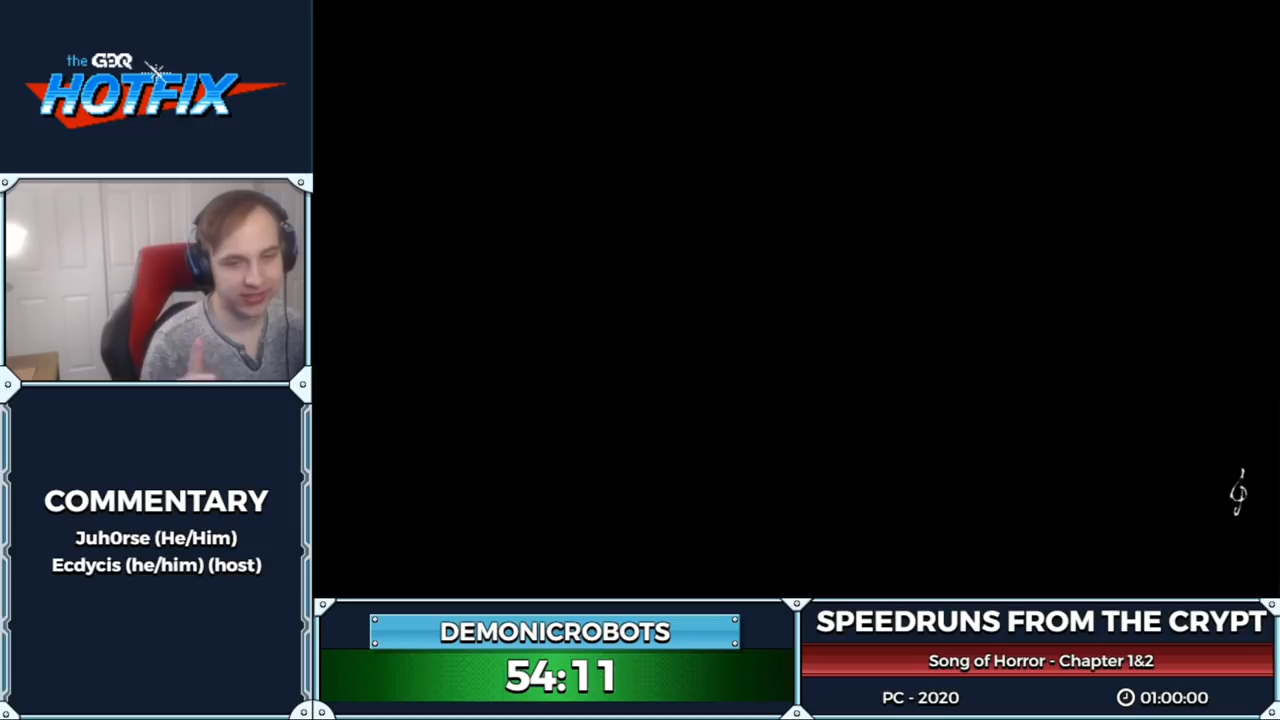 the GDQ
HOTFIX
COMMENTARY
Juh0rse (He/Him)
Ecdycis (he/him) (host)
DEMONICROBOTS
54:11
SPEEDRUNS FROM THE CRYPT
Song of Horror - Chapter 1&2
PC - 2020
01:00:00